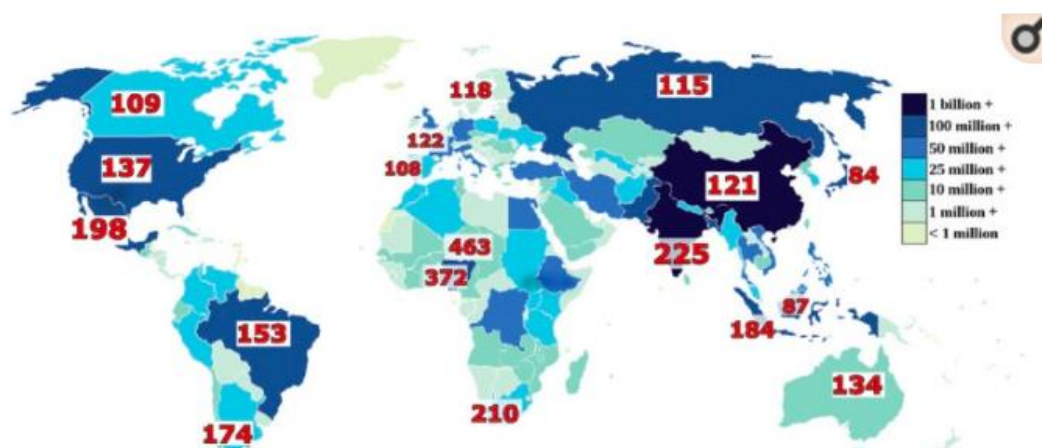 118
115
109
1 billion +
100 million +
122
50 million +
137
108
25 million +
121
84
10 million +
1 million +
198
< 1 million
463
225
372
87
153
184
134
210
174